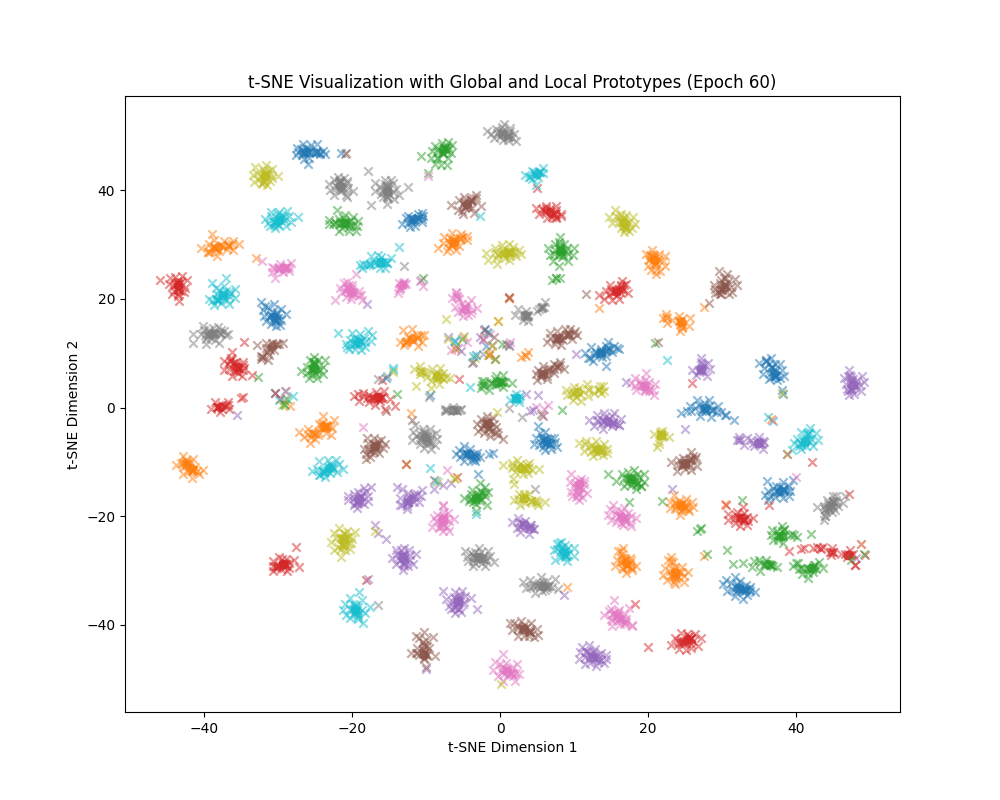 t-SNE Visualization with Global and Local Prototypes (Epoch 60)
t-SNE Dimension 2
40
20
0
−20
−40
−40 −20 0 20 40
t-SNE Dimension 1